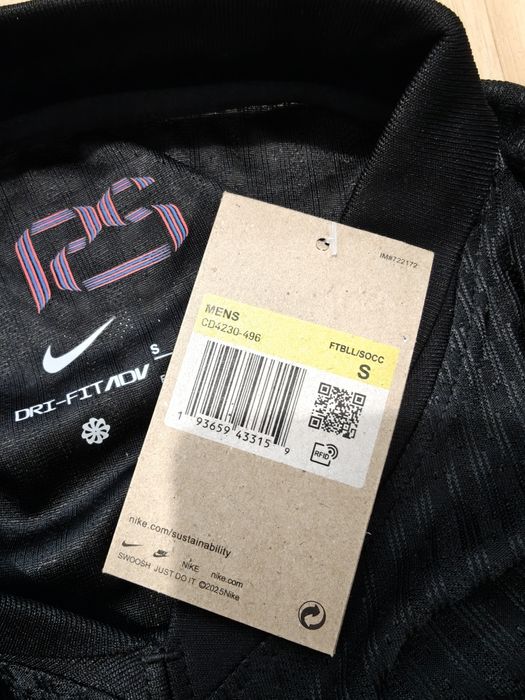 IM#722172
MENS
CD4230-496
FTBLL/SOCC
S
1 93659 43315 9
RFID
S
DRI-FIT ADV
nike.com/sustainability
NIKE nike.com
SWOOSH JUST DO IT ©2025Nike